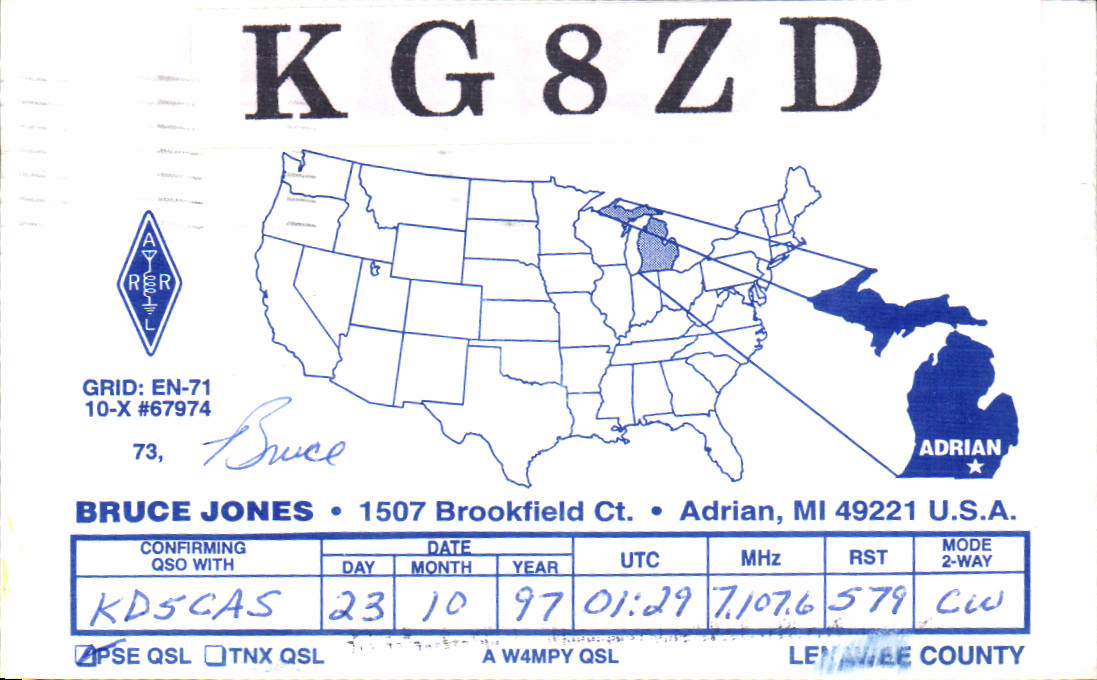 KG8ZD
A
R R
L
GRID: EN-71
10-X #67974
73, Bruce
ADRIAN
BRUCE JONES • 1507 Brookfield Ct. • Adrian, MI 49221 U.S.A.
CONFIRMING QSO WITH DATE DAY MONTH YEAR UTC MHz RST MODE 2-WAY
KD5CAS 23 10 97 01:29 7.107.6 579 CW
PSE QSL TNX QSL A W4MPY QSL LENAWEE COUNTY